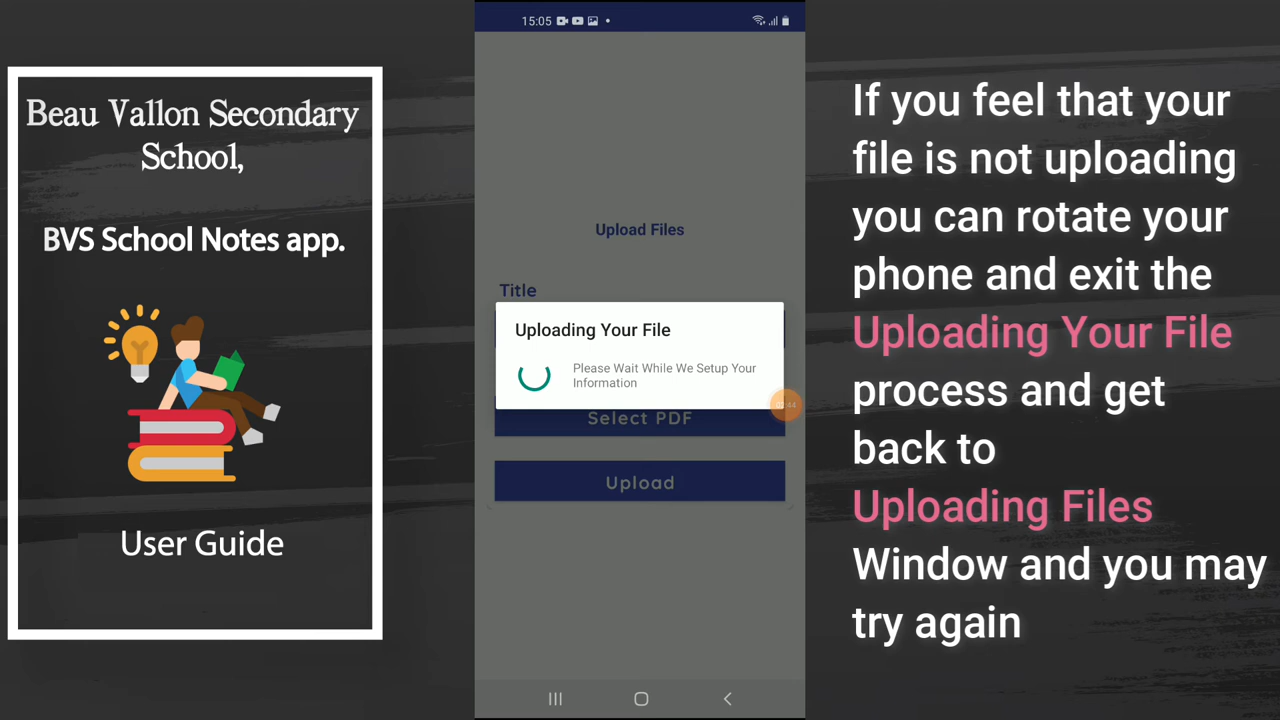 Beau Vallon Secondary
School,
BVS School Notes app.
User Guide
15:05
Upload Files
Title
Uploading Your File
Please Wait While We Setup Your
Information
02:44
Select PDF
Upload
If you feel that your
file is not uploading
you can rotate your
phone and exit the
Uploading Your File
process and get
back to
Uploading Files
Window and you may
try again